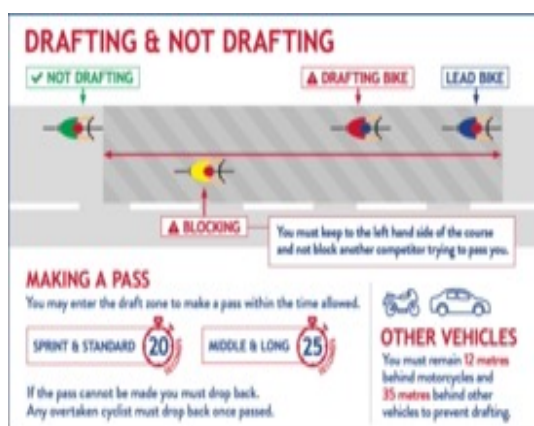 DRAFTING & NOT DRAFTING
✓ NOT DRAFTING
⚠ DRAFTING BIKE
LEAD BIKE
⚠ BLOCKING
You must keep to the left hand side of the course
and not block another competitor trying to pass you.
MAKING A PASS
You may enter the draft zone to make a pass within the time allowed.
SPRINT & STANDARD
20
MIDDLE & LONG
25
If the pass cannot be made you must drop back.
Any overtaken cyclist must drop back once passed.
OTHER VEHICLES
You must remain 12 metres
behind motorcycles and
35 metres behind other
vehicles to prevent drafting.